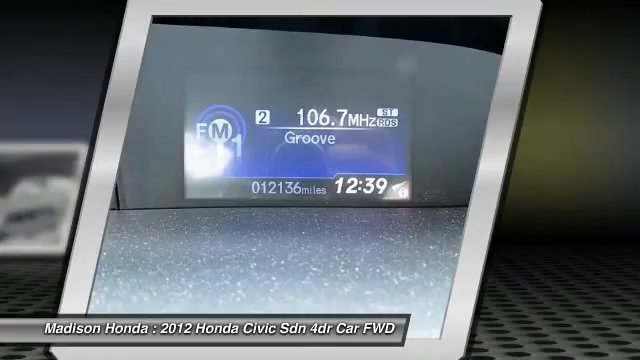 FM1
2 106.7MHz ST
RDS
Groove
012136miles 12:39
Madison Honda : 2012 Honda Civic Sdn 4dr Car FWD